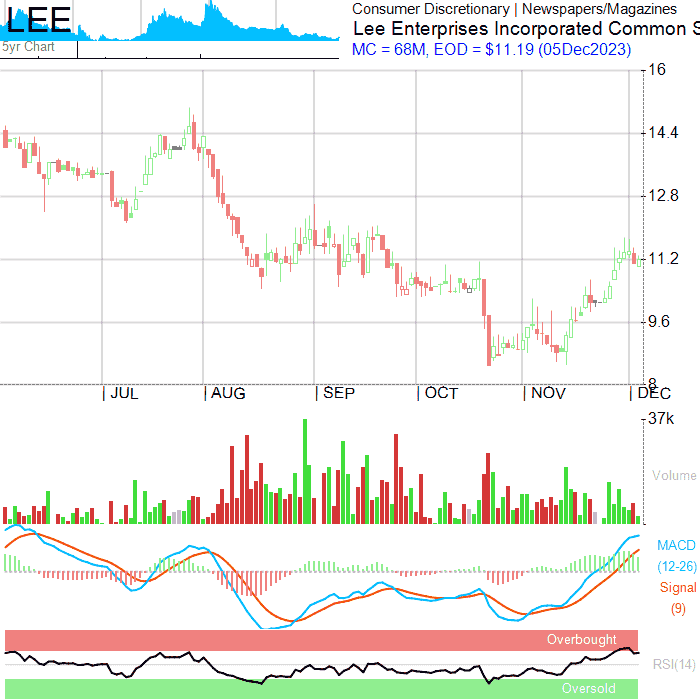 LEE
5yr Chart
Consumer Discretionary | Newspapers/Magazines
Lee Enterprises Incorporated Common S
MC = 68M, EOD = $11.19 (05Dec2023)
16
14.4
12.8
11.2
9.6
8
| JUL | AUG | SEP | OCT | NOV | DEC
37k
Volume
MACD
(12-26)
Signal
(9)
Overbought
RSI(14)
Oversold